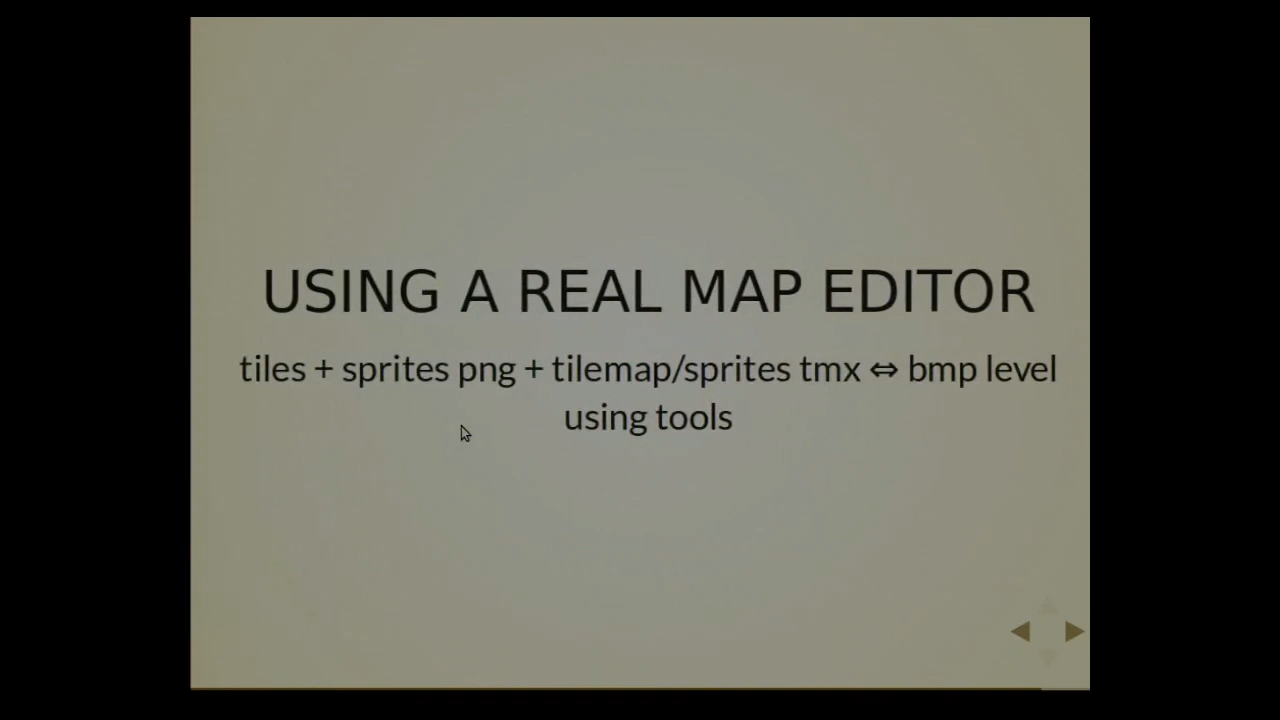 USING A REAL MAP EDITOR
tiles + sprites png + tilemap/sprites tmx ⇔ bmp level
using tools